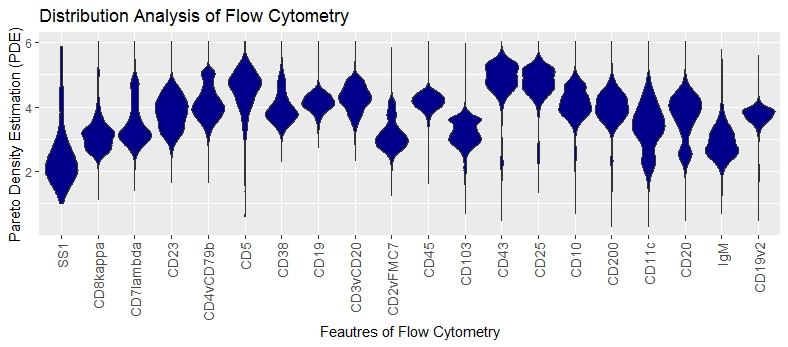 Distribution Analysis of Flow Cytometry
Pareto Density Estimation (PDE)
6
4
2
SS1
CD8kappa
CD7lambda
CD23
CD4vCD79b
CD5
CD38
CD19
CD3vCD20
CD2vFMC7
CD45
CD103
CD43
CD25
CD10
CD200
CD11c
CD20
IgM
CD19v2
Feautres of Flow Cytometry